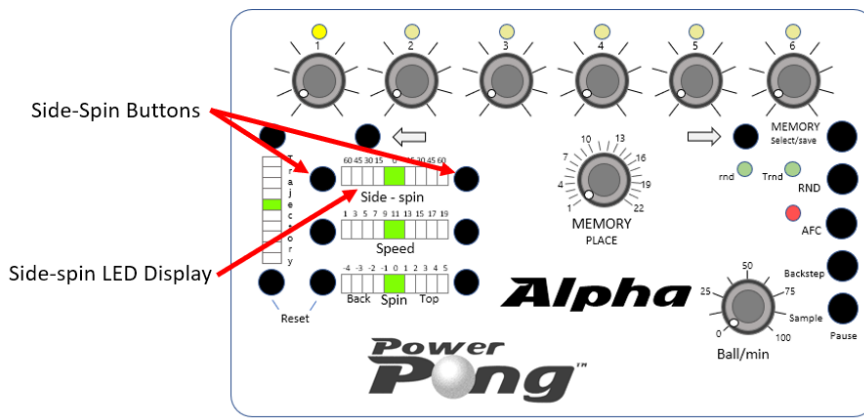 1 2 3 4 5 6
Side-Spin Buttons
MEMORY
Select/save
Trajectory
60 45 30 15 0 15 30 45 60
Side - spin
rnd Trnd
RND
1 4 7 10 13 16 19 22
MEMORY
PLACE
1 3 5 7 9 11 13 15 17 19
Speed
AFC
Side-spin LED Display
-4 -3 -2 -1 0 1 2 3 4 5
Back Spin Top
Backstep
Reset
Alpha
0 25 50 75 100
Sample
Ball/min
Pause
Power
Pong™